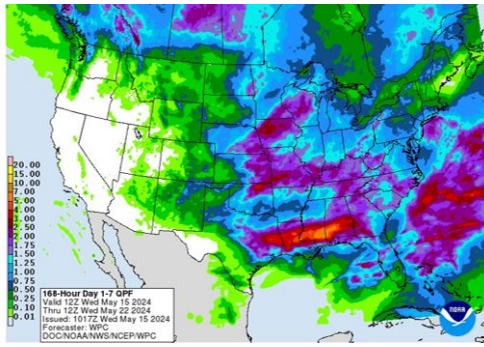 20.00
15.00
10.00
7.00
5.00
4.00
3.00
2.50
2.00
1.75
1.50
1.25
1.00
0.75
0.50
0.25
0.10
0.01
168-Hour Day 1-7 QPF
Valid 12Z Wed May 15 2024
Thru 12Z Wed May 22 2024
Issued: 1017Z Wed May 15 2024
Forecaster: WPC
DOC/NOAA/NWS/NCEP/WPC
NOAA